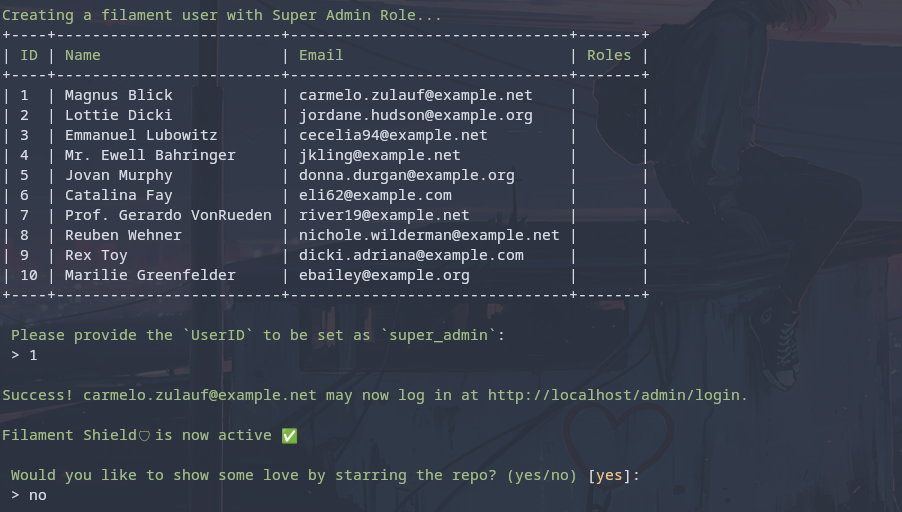 Creating a filament user with Super Admin Role...
+----+-------------------------+-------------------------------+-------+
| ID | Name                    | Email                         | Roles |
+----+-------------------------+-------------------------------+-------+
| 1  | Magnus Blick            | carmelo.zulauf@example.net    |       |
| 2  | Lottie Dicki            | jordane.hudson@example.org    |       |
| 3  | Emmanuel Lubowitz       | cecelia94@example.net         |       |
| 4  | Mr. Ewell Bahringer     | jkling@example.net            |       |
| 5  | Jovan Murphy            | donna.durgan@example.org      |       |
| 6  | Catalina Fay            | eli62@example.com             |       |
| 7  | Prof. Gerardo VonRueden | river19@example.net           |       |
| 8  | Reuben Wehner           | nichole.wilderman@example.net |       |
| 9  | Rex Toy                 | dicki.adriana@example.com     |       |
| 10 | Marilie Greenfelder     | ebailey@example.org           |       |
+----+-------------------------+-------------------------------+-------+
Please provide the `UserID` to be set as `super_admin`:
> 1
Success! carmelo.zulauf@example.net may now log in at http://localhost/admin/login.
Filament Shield🛡 is now active ✅
Would you like to show some love by starring the repo? (yes/no) [yes]:
> no